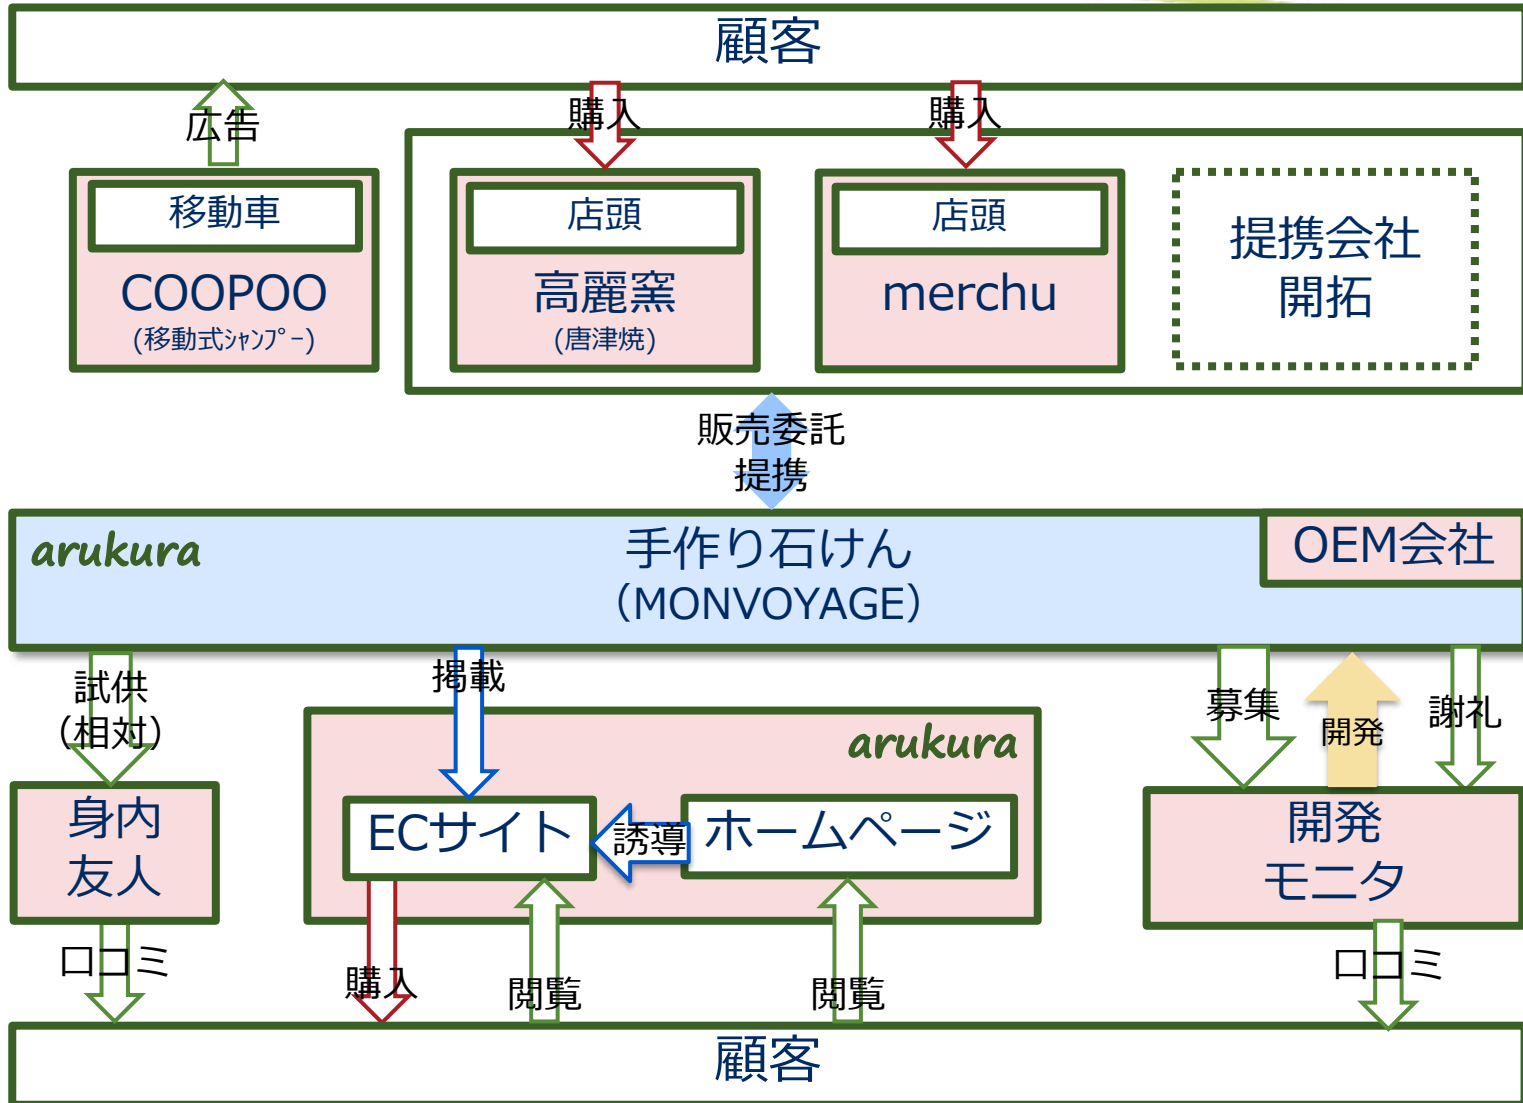 顧客
広告
購入
購入
移動車
COOPOO
(移動式ｼｬﾝﾌﾟｰ)
店頭
高麗窯
(唐津焼)
店頭
merchu
提携会社
開拓
販売委託
提携
arukura
手作り石けん
（MONVOYAGE）
OEM会社
試供
（相対）
掲載
募集
開発
謝礼
arukura
身内
友人
ECサイト
誘導
ホームページ
開発
モニタ
口コミ
購入
閲覧
閲覧
口コミ
顧客